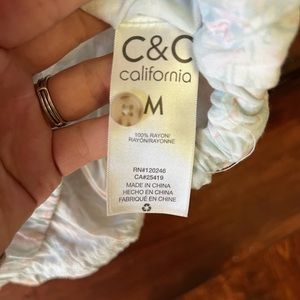 C&C
california
M
100% RAYON/
RAYON/RAYONNE
RN#120246
CA#25419
MADE IN CHINA
HECHO EN CHINA
FABRIQUÉ EN CHINE